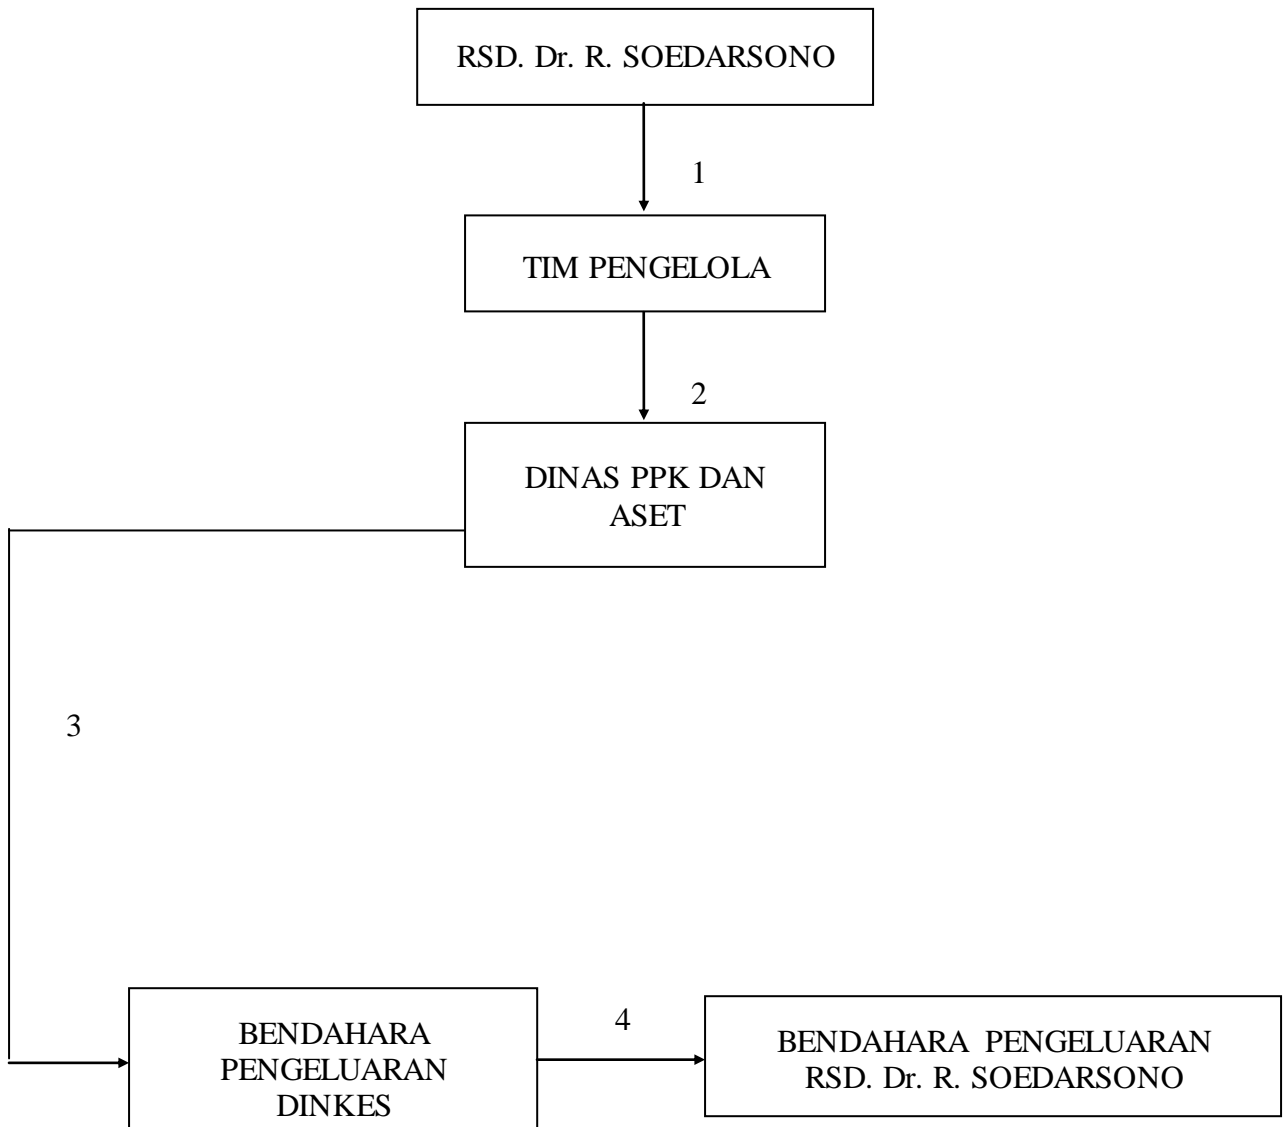 RSD. Dr. R. SOEDARSONO
1
TIM PENGELOLA
2
DINAS PPK DAN
ASET
3
BENDAHARA
PENGELUARAN
DINKES
4
BENDAHARA PENGELUARAN
RSD. Dr. R. SOEDARSONO